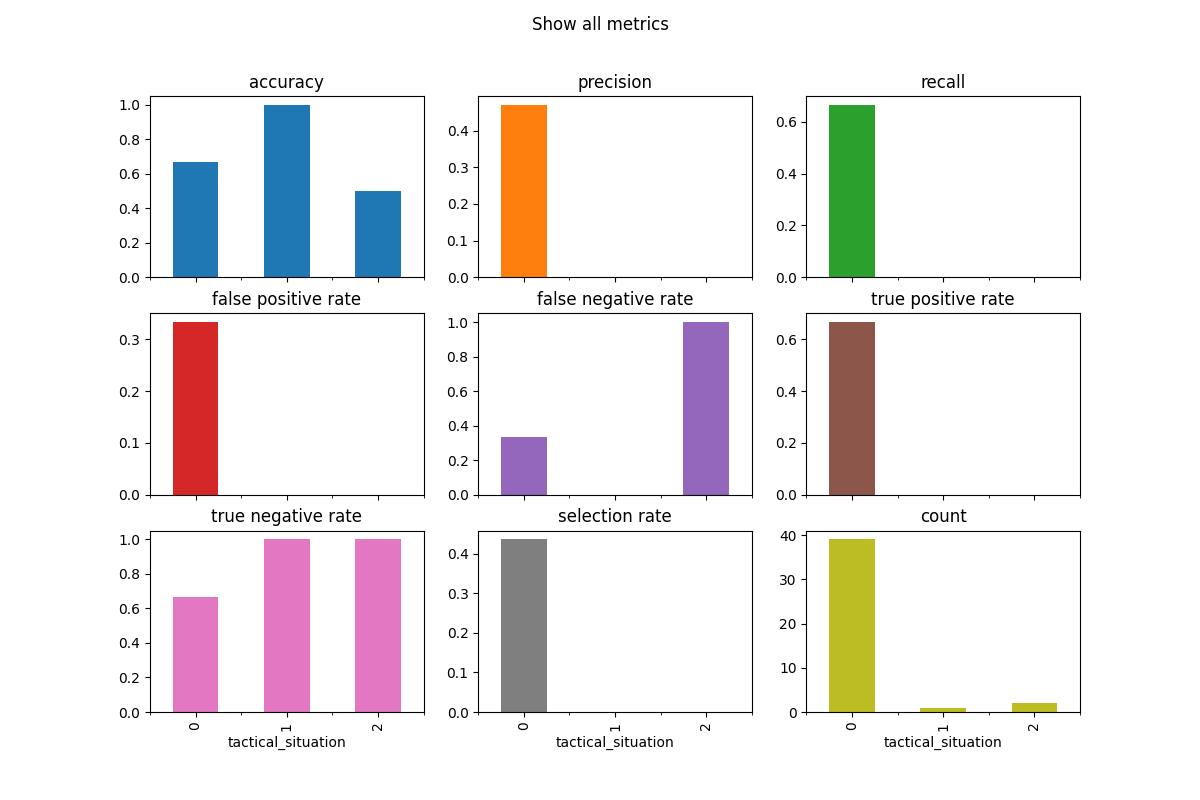 Show all metrics
accuracy
precision
recall
1.0
0.8
0.6
0.4
0.2
0.0
0.4
0.3
0.2
0.1
0.0
0.6
0.4
0.2
0.0
false positive rate
false negative rate
true positive rate
0.3
0.2
0.1
0.0
1.0
0.8
0.6
0.4
0.2
0.0
0.6
0.4
0.2
0.0
true negative rate
selection rate
count
1.0
0.8
0.6
0.4
0.2
0.0
0.4
0.3
0.2
0.1
0.0
40
30
20
10
0
0 1 2
tactical_situation
0 1 2
tactical_situation
0 1 2
tactical_situation